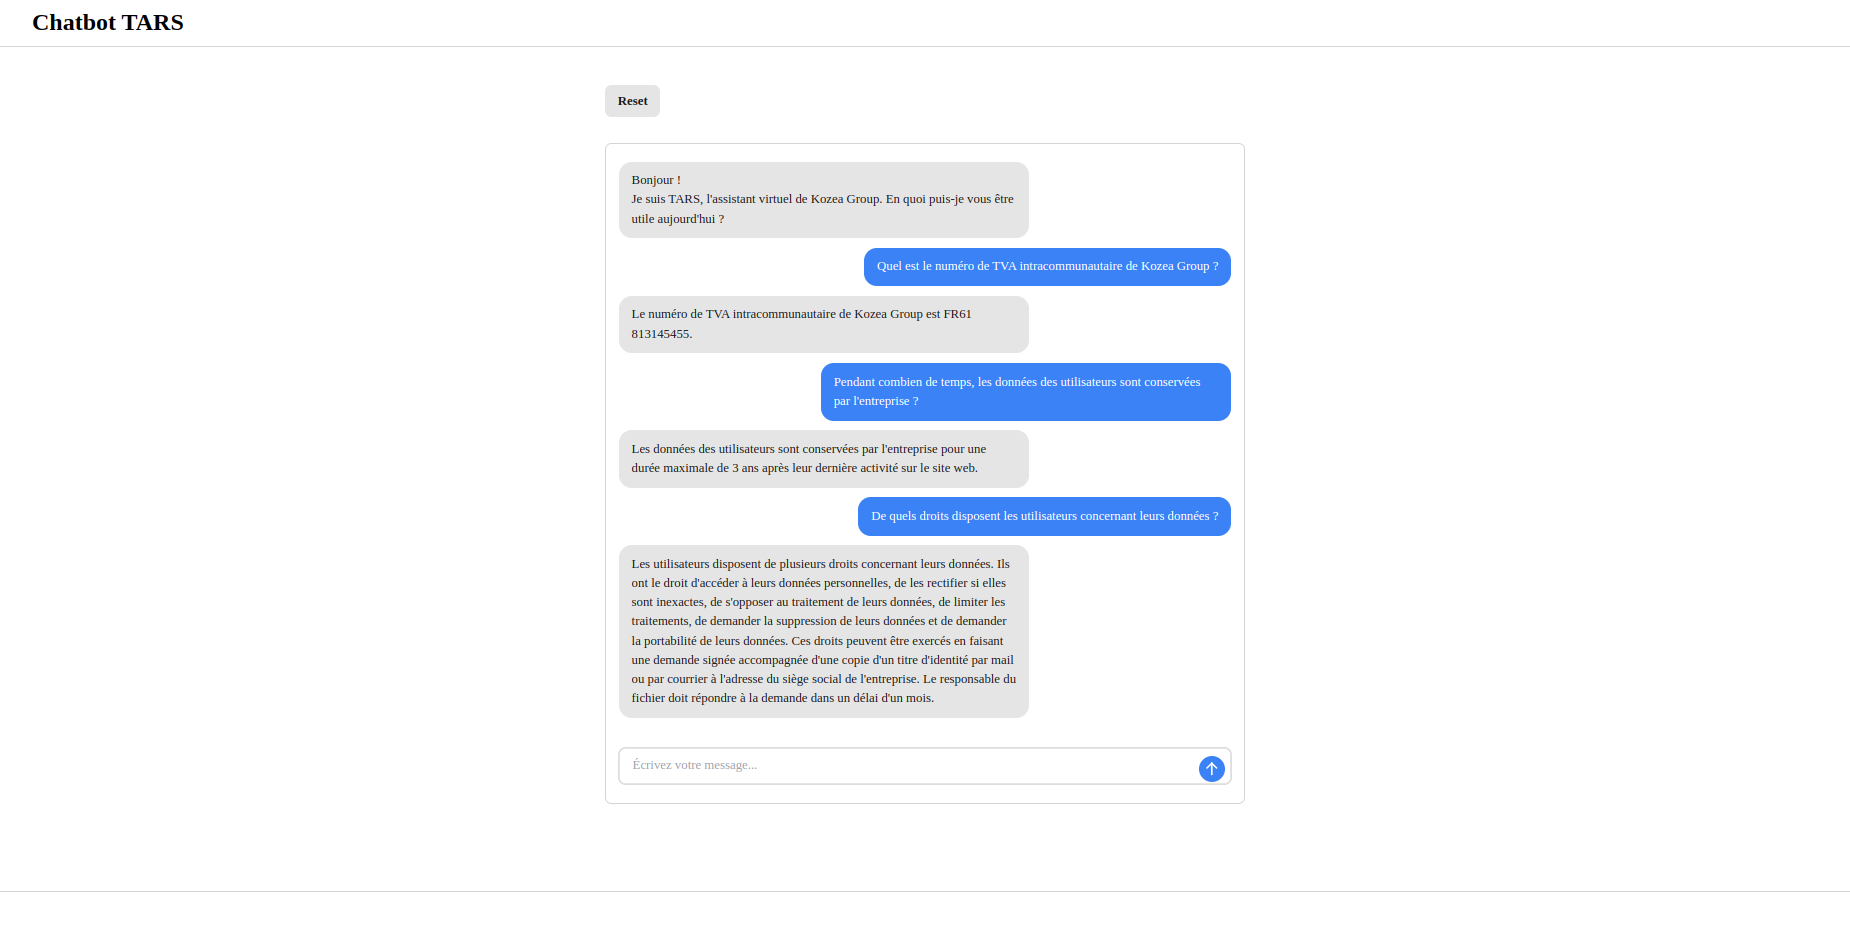 Chatbot TARS
Reset
Bonjour !
Je suis TARS, l'assistant virtuel de Kozea Group. En quoi puis-je vous être
utile aujourd'hui ?
Quel est le numéro de TVA intracommunautaire de Kozea Group ?
Le numéro de TVA intracommunautaire de Kozea Group est FR61
813145455.
Pendant combien de temps, les données des utilisateurs sont conservées
par l'entreprise ?
Les données des utilisateurs sont conservées par l'entreprise pour une
durée maximale de 3 ans après leur dernière activité sur le site web.
De quels droits disposent les utilisateurs concernant leurs données ?
Les utilisateurs disposent de plusieurs droits concernant leurs données. Ils
ont le droit d'accéder à leurs données personnelles, de les rectifier si elles
sont inexactes, de s'opposer au traitement de leurs données, de limiter les
traitements, de demander la suppression de leurs données et de demander
la portabilité de leurs données. Ces droits peuvent être exercés en faisant
une demande signée accompagnée d'une copie d'un titre d'identité par mail
ou par courrier à l'adresse du siège social de l'entreprise. Le responsable du
fichier doit répondre à la demande dans un délai d'un mois.
Écrivez votre message...